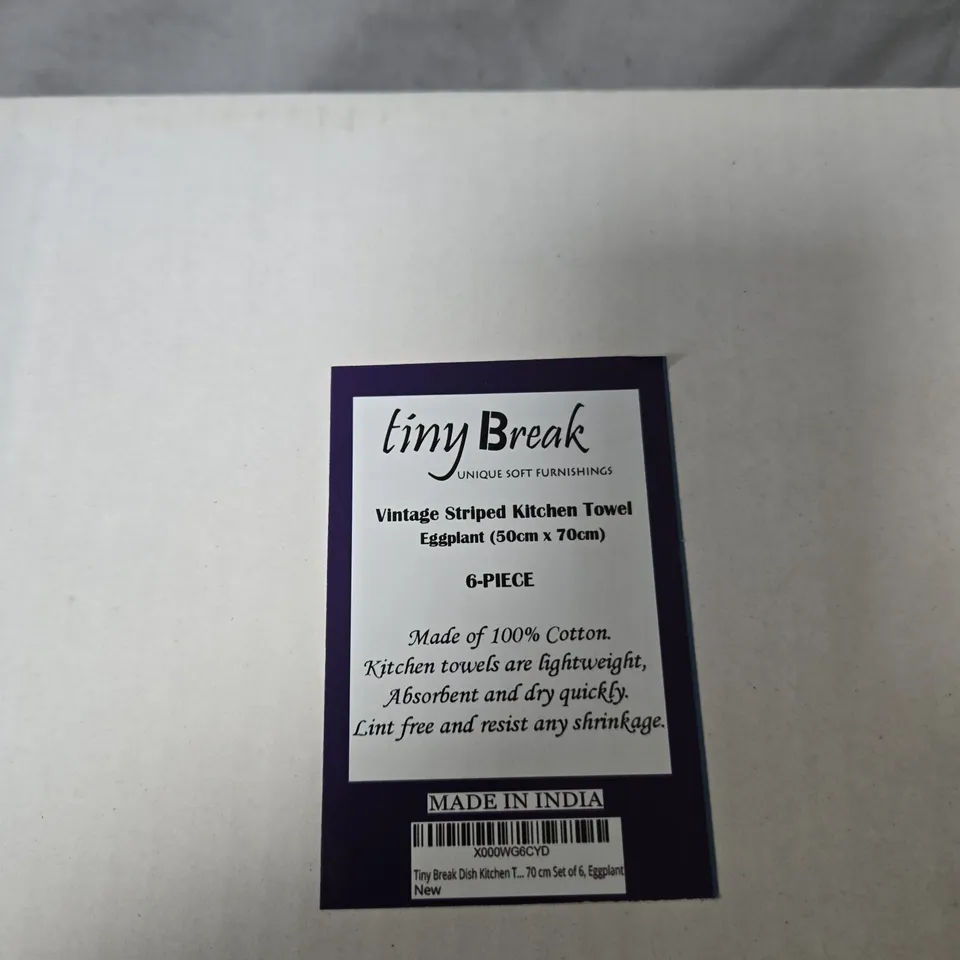 tiny Break
UNIQUE SOFT FURNISHINGS
Vintage Striped Kitchen Towel
Eggplant (50cm x 70cm)
6-PIECE
Made of 100% Cotton.
Kitchen towels are lightweight,
Absorbent and dry quickly.
Lint free and resist any shrinkage.
MADE IN INDIA
X000WG6CYD
Tiny Break Dish Kitchen T... 70 cm Set of 6, Eggplant
New